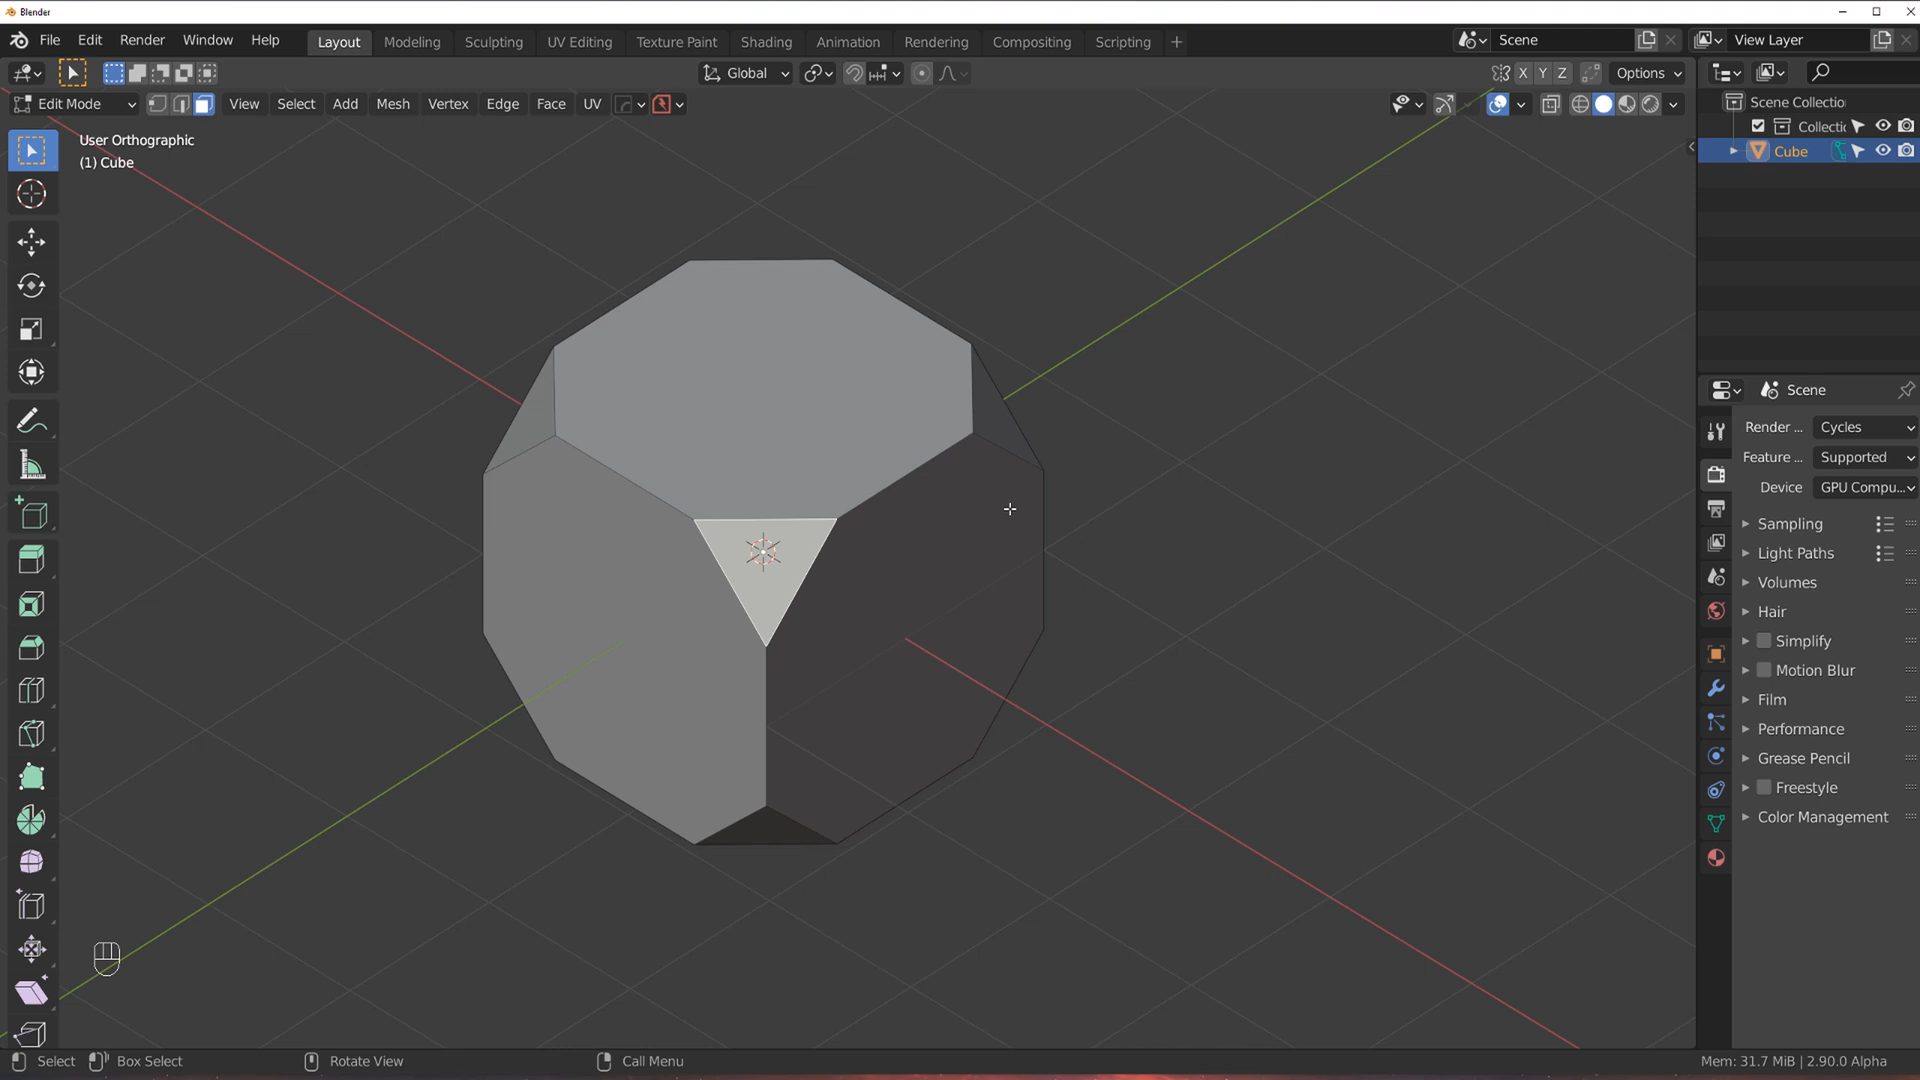 Blender
File Edit Render Window Help Layout Modeling Sculpting UV Editing Texture Paint Shading Animation Rendering Compositing Scripting + Scene View Layer
Global X Y Z Options
Edit Mode View Select Add Mesh Vertex Edge Face UV
Scene Collectio
Collectic
Cube
User Orthographic
(1) Cube
Scene
Render ... Cycles
Feature ... Supported
Device GPU Compu...
Sampling
Light Paths
Volumes
Hair
Simplify
Motion Blur
Film
Performance
Grease Pencil
Freestyle
Color Management
Select Box Select Rotate View Call Menu Mem: 31.7 MiB | 2.90.0 Alpha